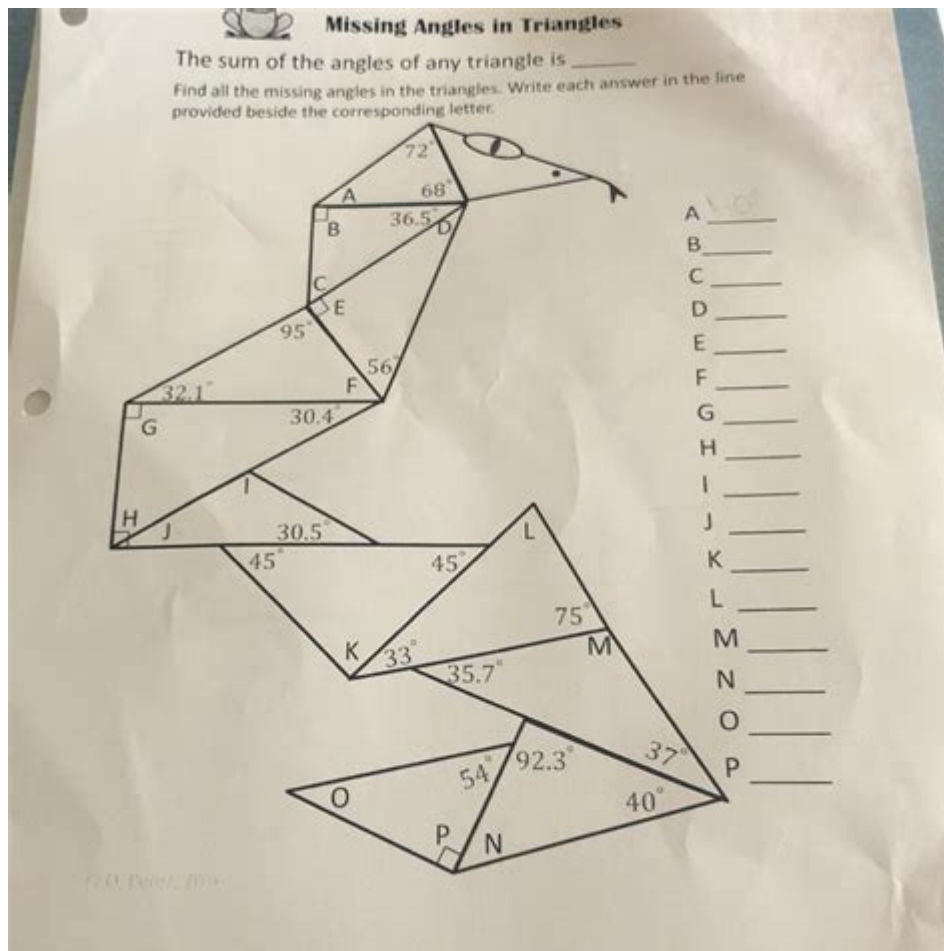 Missing Angles in Triangles
The sum of the angles of any triangle is ______
Find all the missing angles in the triangles. Write each answer in the line
provided beside the corresponding letter.
72°
A 68°
B 36.5° D
C
E
95°
56°
32.1° F
G 30.4°
H J I
30.5°
45° 45° L
75°
K 33° M
35.7°
54° 92.3° 37°
O 40°
P N
A ______
B ______
C ______
D ______
E ______
F ______
G ______
H ______
I ______
J ______
K ______
L ______
M ______
N ______
O ______
P ______